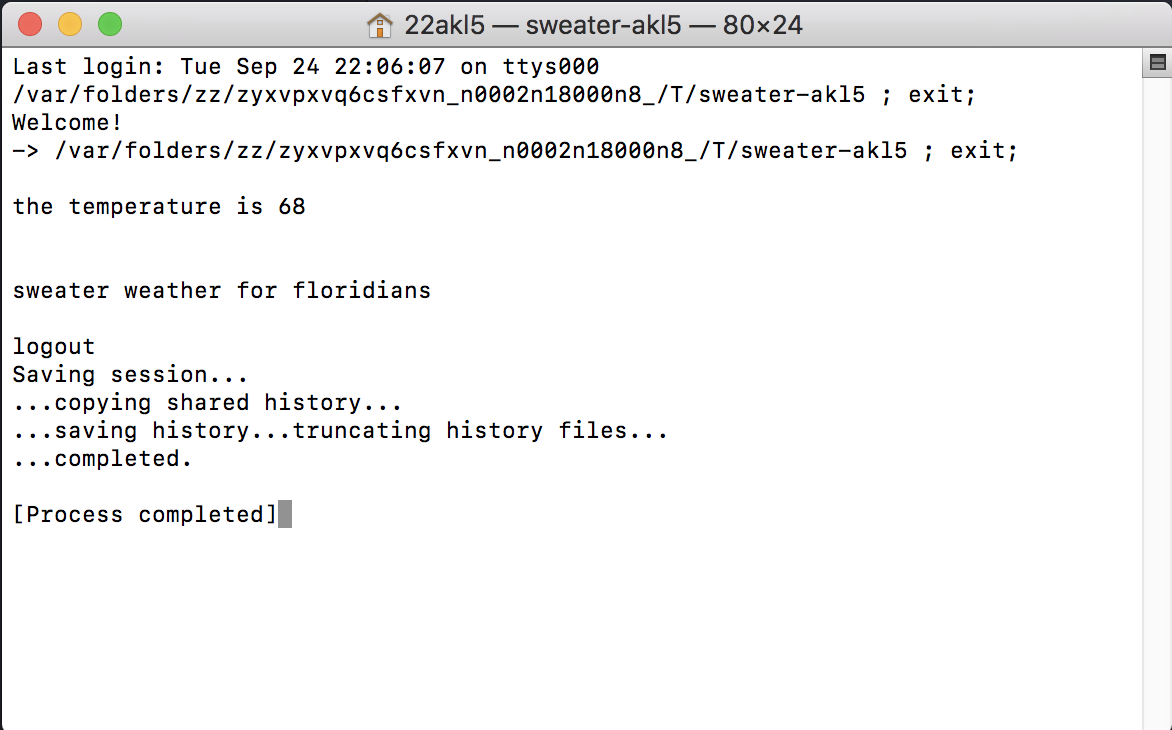 22akl5 — sweater-akl5 — 80×24
Last login: Tue Sep 24 22:06:07 on ttys000
/var/folders/zz/zyxvpxvq6csfxvn_n0002n18000n8_/T/sweater-akl5 ; exit;
Welcome!
-> /var/folders/zz/zyxvpxvq6csfxvn_n0002n18000n8_/T/sweater-akl5 ; exit;
the temperature is 68
sweater weather for floridians
logout
Saving session...
...copying shared history...
...saving history...truncating history files...
...completed.
[Process completed]